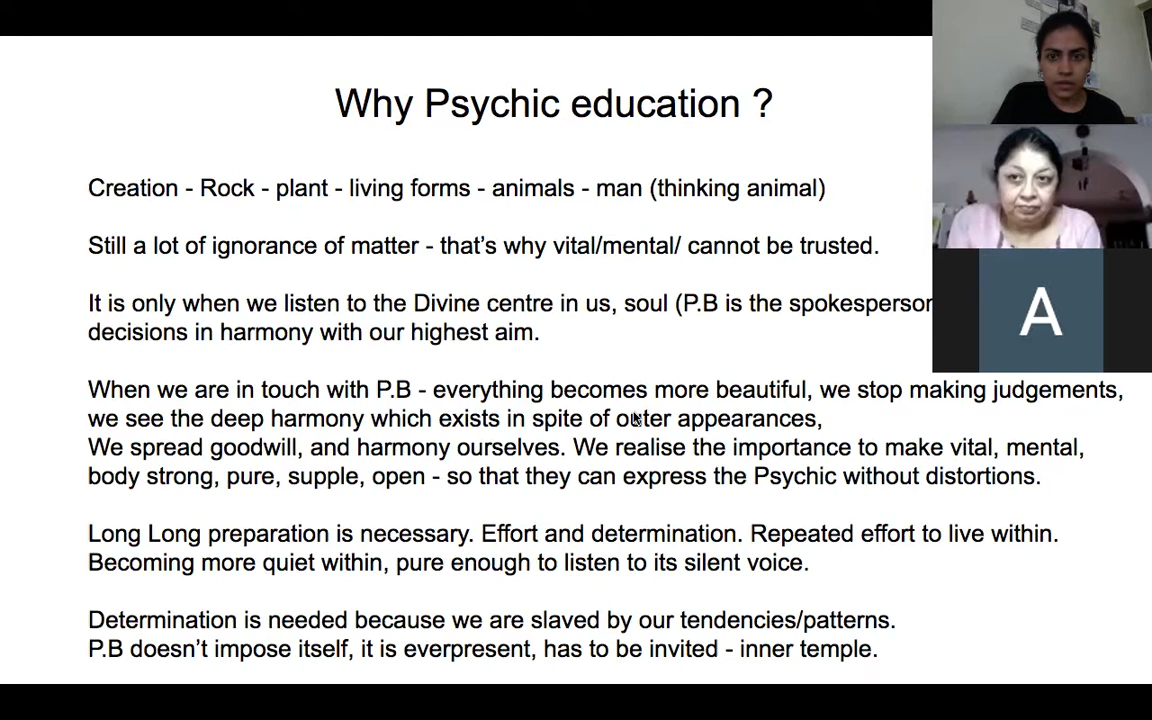 Why Psychic education ?
Creation - Rock - plant - living forms - animals - man (thinking animal)
Still a lot of ignorance of matter - that's why vital/mental/ cannot be trusted.
It is only when we listen to the Divine centre in us, soul (P.B is the spokesperson
decisions in harmony with our highest aim.
When we are in touch with P.B - everything becomes more beautiful, we stop making judgements,
we see the deep harmony which exists in spite of outer appearances,
We spread goodwill, and harmony ourselves. We realise the importance to make vital, mental,
body strong, pure, supple, open - so that they can express the Psychic without distortions.
Long Long preparation is necessary. Effort and determination. Repeated effort to live within.
Becoming more quiet within, pure enough to listen to its silent voice.
Determination is needed because we are slaved by our tendencies/patterns.
P.B doesn't impose itself, it is everpresent, has to be invited - inner temple.
A